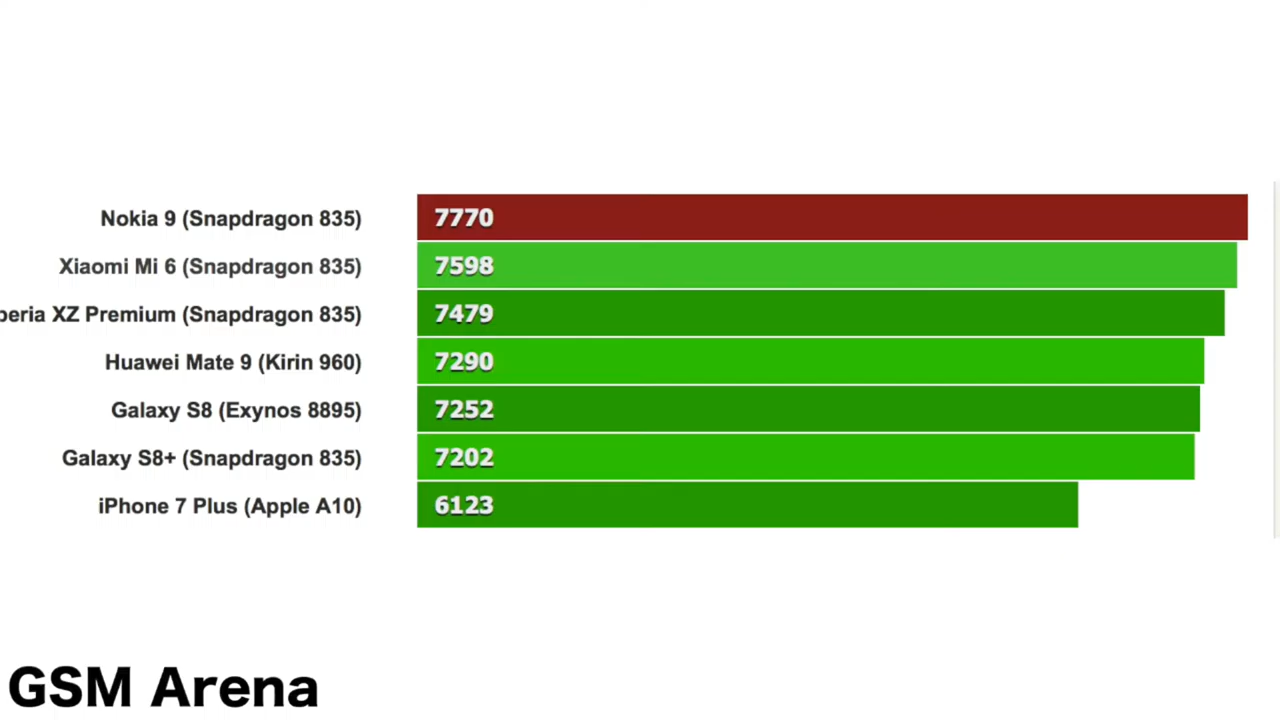 Nokia 9 (Snapdragon 835) 7770
Xiaomi Mi 6 (Snapdragon 835) 7598
peria XZ Premium (Snapdragon 835) 7479
Huawei Mate 9 (Kirin 960) 7290
Galaxy S8 (Exynos 8895) 7252
Galaxy S8+ (Snapdragon 835) 7202
iPhone 7 Plus (Apple A10) 6123
GSM Arena